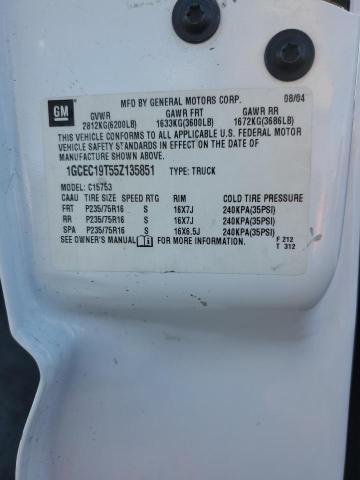 GM MFD BY GENERAL MOTORS CORP. 08/04
GVWR GAWR FRT GAWR RR
2812KG(6200LB) 1633KG(3600LB) 1672KG(3686LB)
THIS VEHICLE CONFORMS TO ALL APPLICABLE U.S. FEDERAL MOTOR
VEHICLE SAFETY STANDARDS IN EFFECT ON THE DATE OF
MANUFACTURE SHOWN ABOVE.
1GCEC19T55Z135851 TYPE: TRUCK
MODEL: C15753
CAAU TIRE SIZE SPEED RTG RIM COLD TIRE PRESSURE
FRT P235/75R16 S 16X7J 240KPA(35PSI)
RR P235/75R16 S 16X7J 240KPA(35PSI)
SPA P235/75R16 S 16X6.5J 240KPA(35PSI)
SEE OWNER'S MANUAL FOR MORE INFORMATION. F 212
T 312